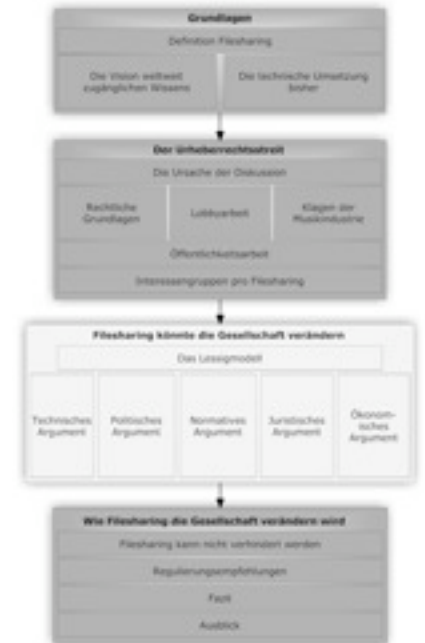 Grundlagen
Definition Filesharing
Die Vision weltweit
zugänglichen Wissens
Die technische Umsetzung
bisher
Der Urheberrechtsstreit
Die Ursache der Diskussion
Rechtliche
Grundlagen
Lobbyarbeit
Klagen der
Musikindustrie
Öffentlichkeitsarbeit
Interessengruppen pro Filesharing
Filesharing könnte die Gesellschaft verändern
Das Lessigmodell
Technisches
Argument
Politisches
Argument
Normatives
Argument
Juristisches
Argument
Ökonom-
isches
Argument
Wie Filesharing die Gesellschaft verändern wird
Filesharing kann nicht verhindert werden
Regulierungsempfehlungen
Fazit
Ausblick